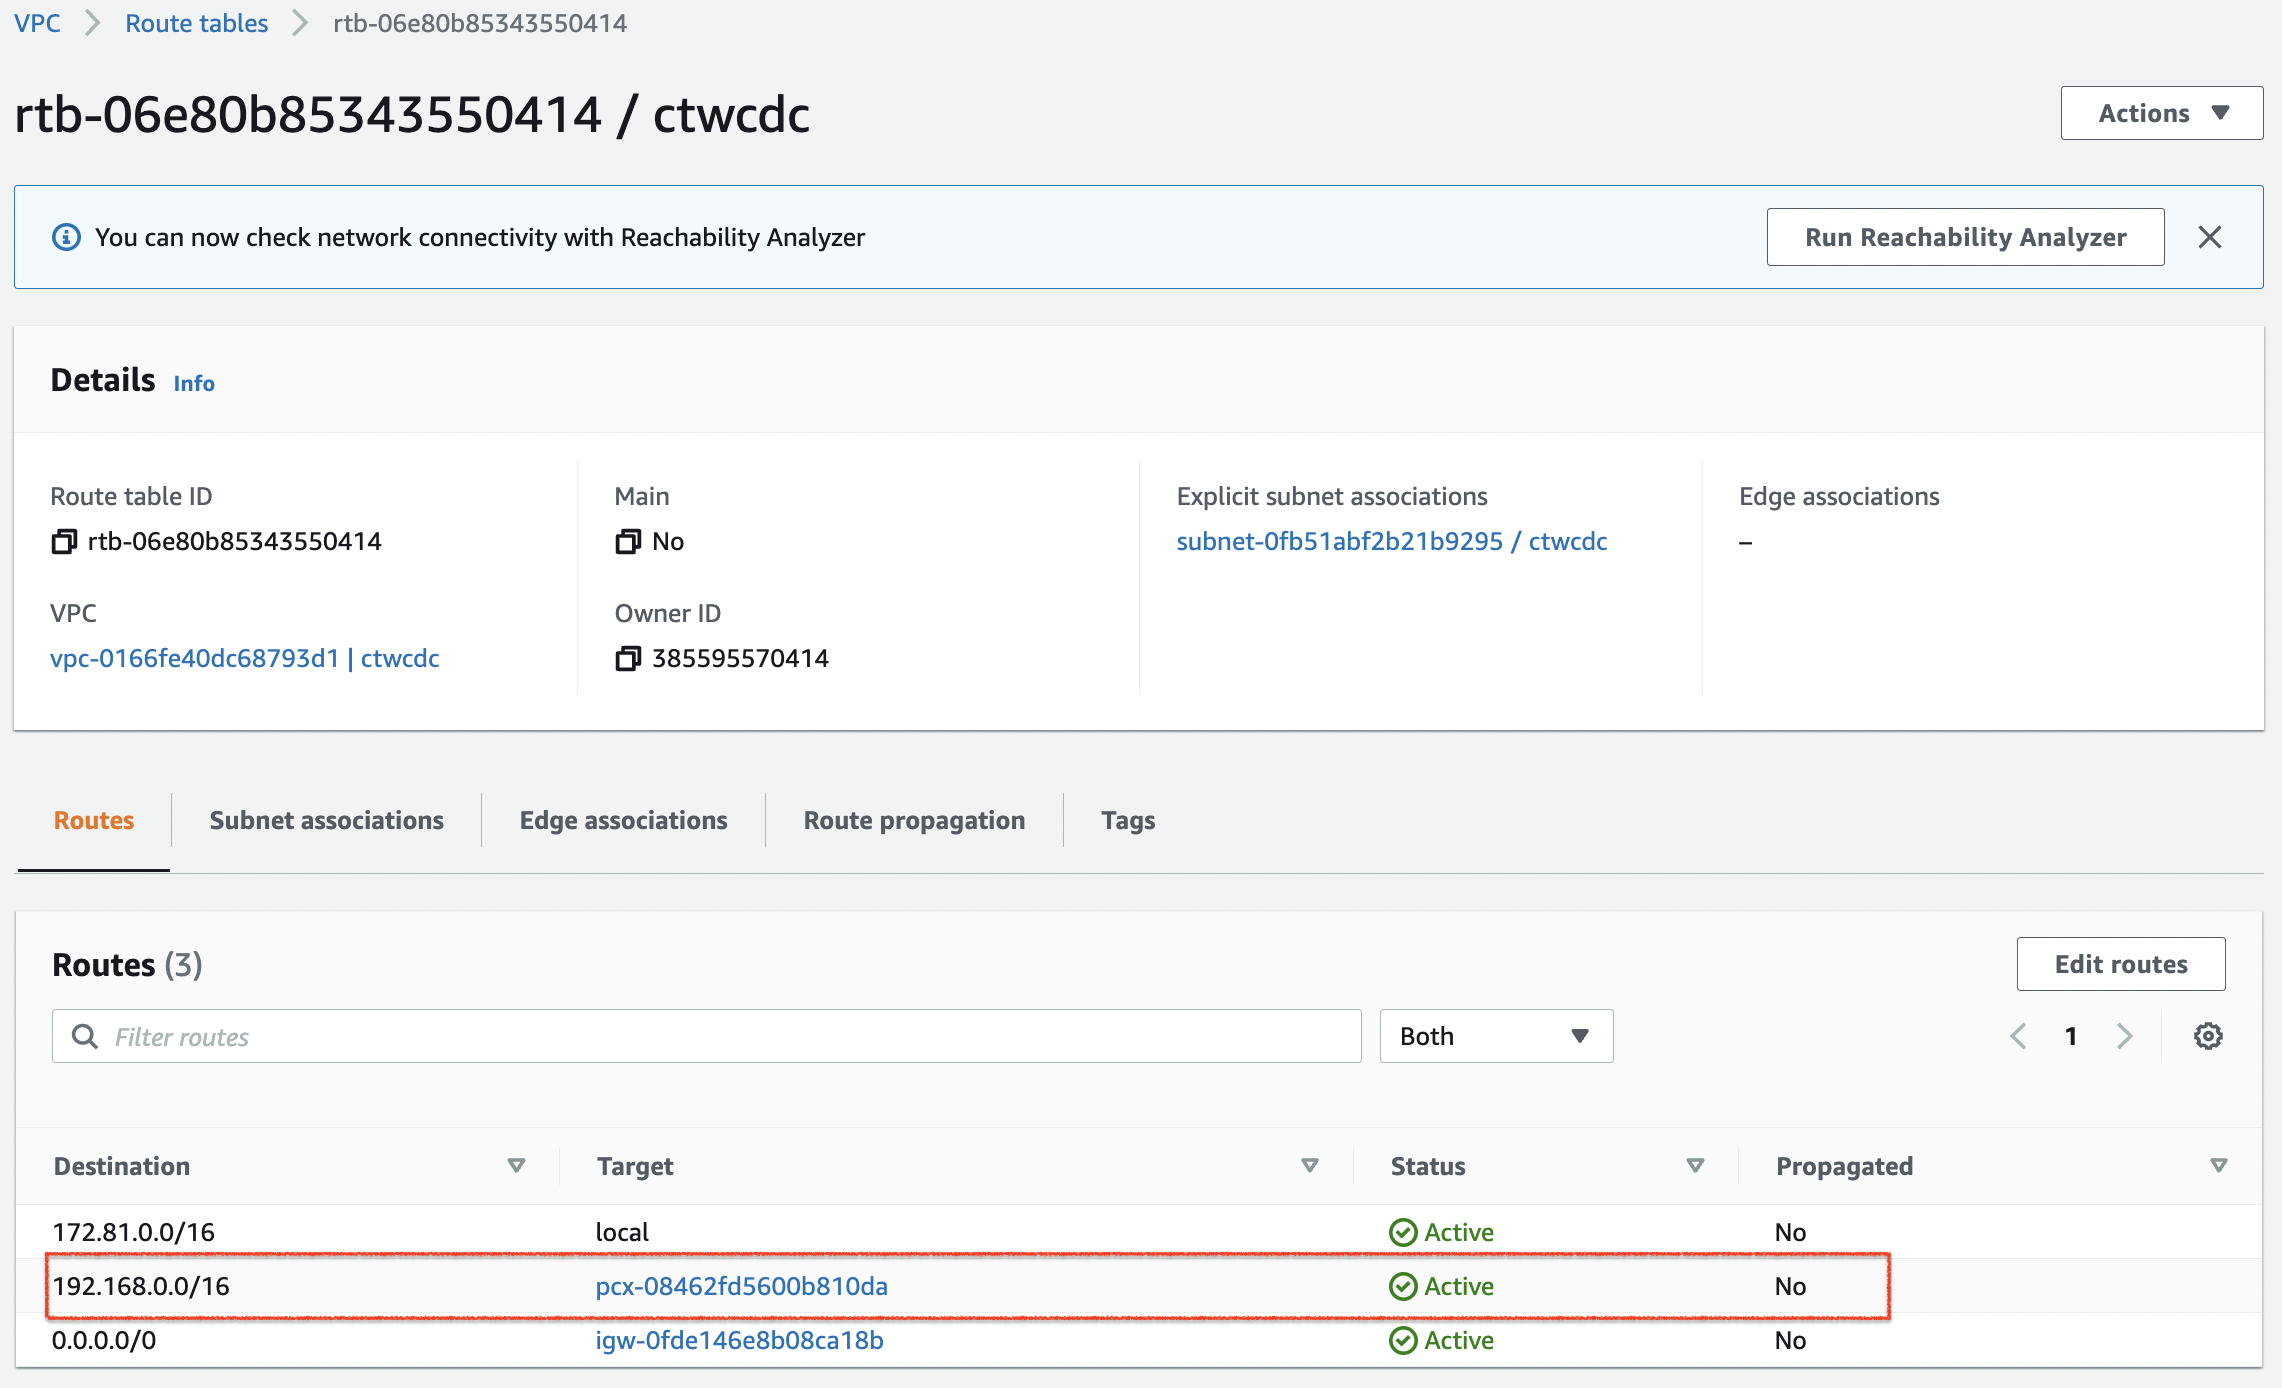 VPC > Route tables > rtb-06e80b85343550414
rtb-06e80b85343550414 / ctwcdc
Actions
You can now check network connectivity with Reachability Analyzer
Run Reachability Analyzer
Details Info
Route table ID
rtb-06e80b85343550414
Main
No
Explicit subnet associations
subnet-0fb51abf2b21b9295 / ctwcdc
Edge associations
–
VPC
vpc-0166fe40dc68793d1 | ctwcdc
Owner ID
385595570414
Routes Subnet associations Edge associations Route propagation Tags
Routes (3)
Edit routes
Filter routes
Both
1
Destination Target Status Propagated
172.81.0.0/16 local Active No
192.168.0.0/16 pcx-08462fd5600b810da Active No
0.0.0.0/0 igw-0fde146e8b08ca18b Active No